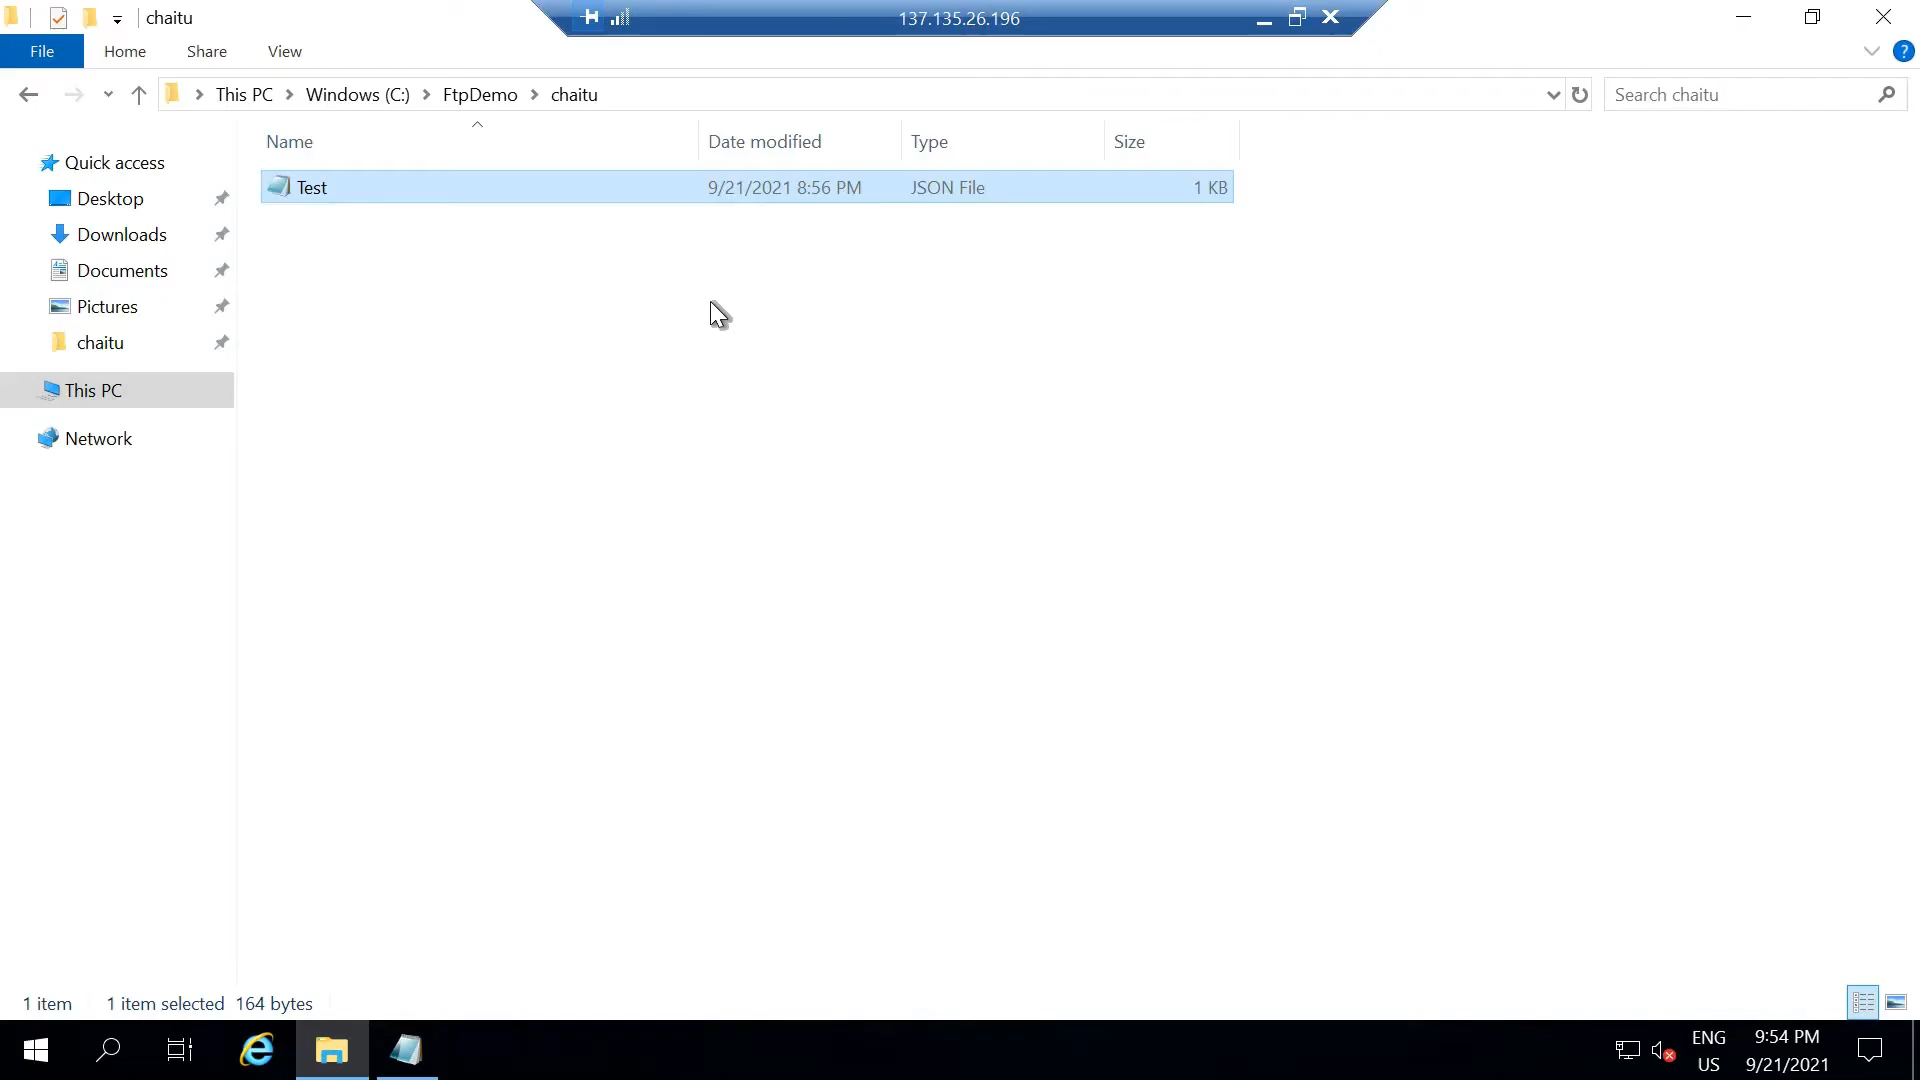 chaitu
137.135.26.196
File Home Share View
?
This PC Windows (C:) FtpDemo chaitu
Search chaitu
Name Date modified Type Size
Test 9/21/2021 8:56 PM JSON File 1 KB
Quick access
Desktop
Downloads
Documents
Pictures
chaitu
This PC
Network
1 item 1 item selected 164 bytes
ENG 9:54 PM
US 9/21/2021